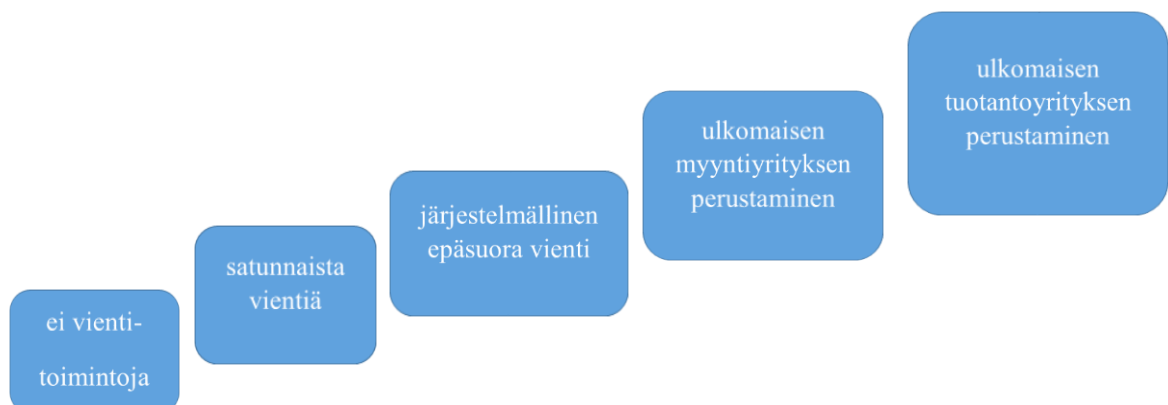 ei vienti-
toimintoja
satunnaista
vientiä
järjestelmällinen
epäsuora vienti
ulkomaisen
myyntiyrityksen
perustaminen
ulkomaisen
tuotantoyrityksen
perustaminen